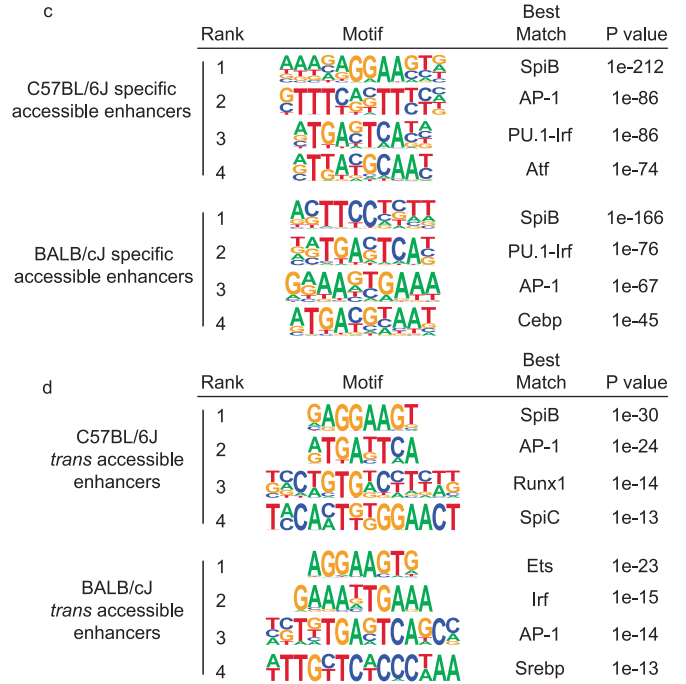 c
Rank Motif Best Match P value
C57BL/6J specific
accessible enhancers
1 SpiB 1e-212
2 AP-1 1e-86
3 PU.1-Irf 1e-86
4 Atf 1e-74
BALB/cJ specific
accessible enhancers
1 SpiB 1e-166
2 PU.1-Irf 1e-76
3 AP-1 1e-67
4 Cebp 1e-45
d
Rank Motif Best Match P value
C57BL/6J
trans accessible
enhancers
1 SpiB 1e-30
2 AP-1 1e-24
3 Runx1 1e-14
4 SpiC 1e-13
BALB/cJ
trans accessible
enhancers
1 Ets 1e-23
2 Irf 1e-15
3 AP-1 1e-14
4 Srebp 1e-13